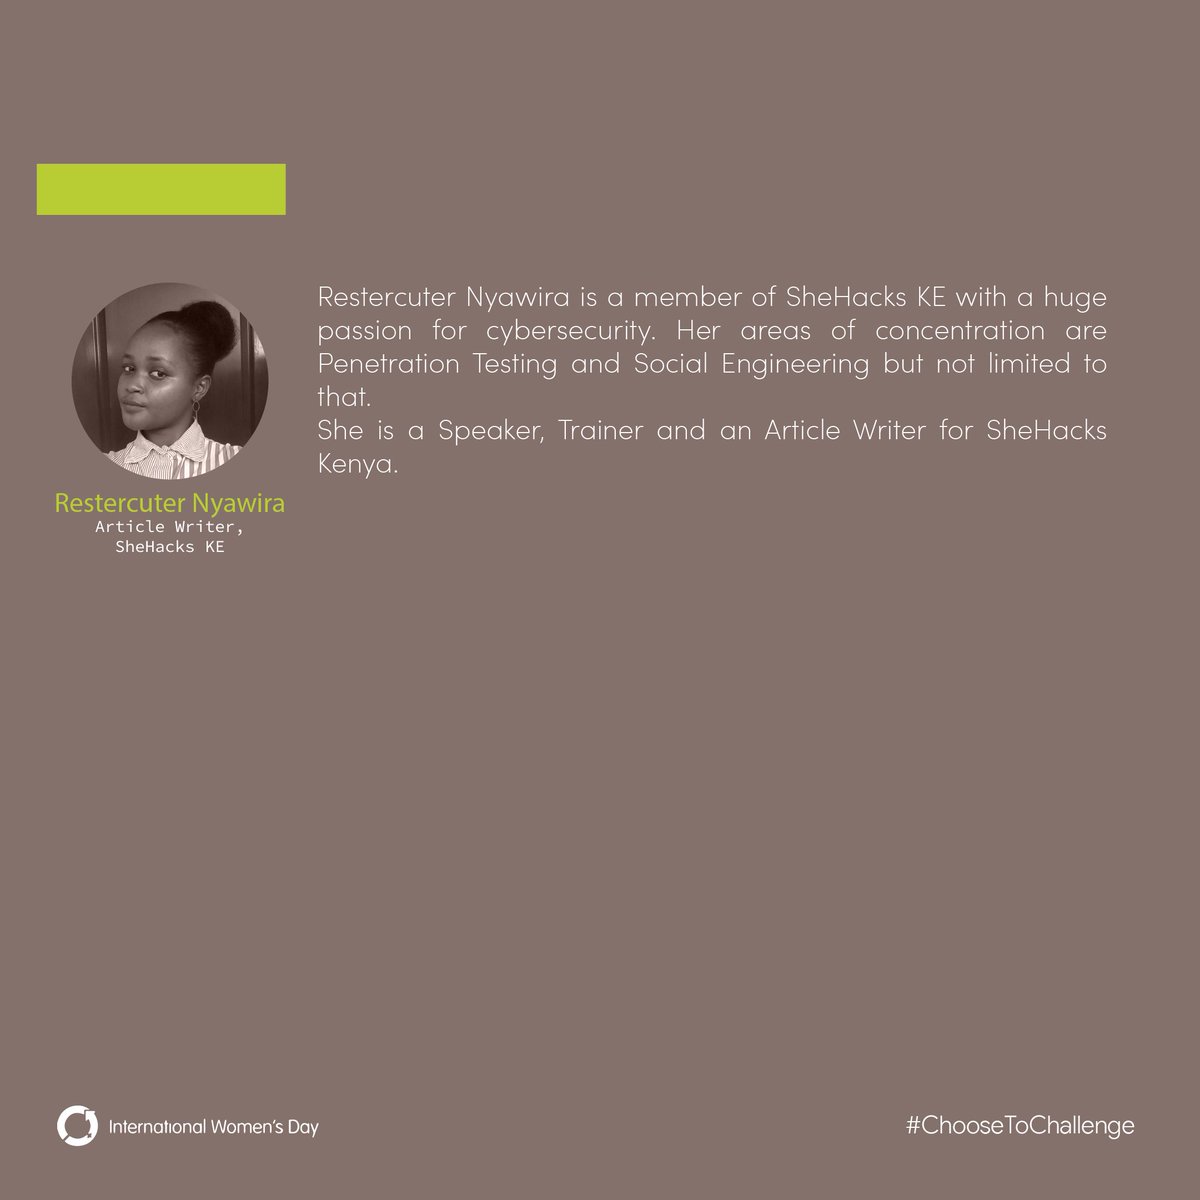 Restercuter Nyawira is a member of SheHacks KE with a huge
passion for cybersecurity. Her areas of concentration are
Penetration Testing and Social Engineering but not limited to
that.
She is a Speaker, Trainer and an Article Writer for SheHacks
Kenya.
Restercuter Nyawira
Article Writer,
SheHacks KE
International Women's Day
#ChooseToChallenge